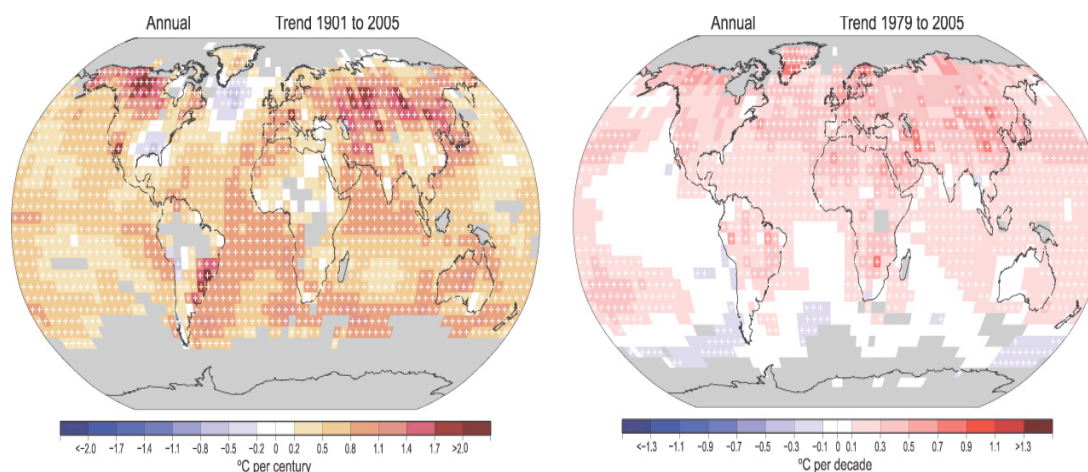 Annual Trend 1901 to 2005
<-2.0 -1.7 -1.4 -1.1 -0.8 -0.5 -0.2 0 0.2 0.5 0.8 1.1 1.4 1.7 >2.0
ºC per century
Annual Trend 1979 to 2005
<-1.3 -1.1 -0.9 -0.7 -0.5 -0.3 -0.1 0 0.1 0.3 0.5 0.7 0.9 1.1 >1.3
ºC per decade